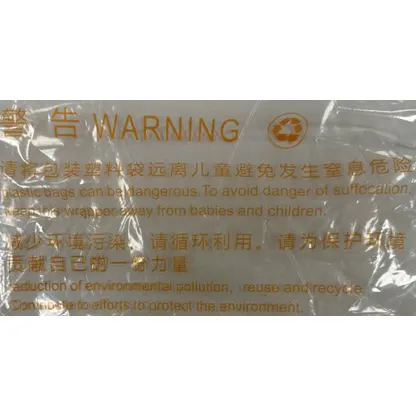 警告 WARNING
请将包装塑料袋远离儿童避免发生窒息危险
plastic bags can be dangerous. To avoid danger of suffocation,
keep this wrapper away from babies and children.
减少环境污染，请循环利用。请为保护环境
贡献自己的一份力量
reduction of environmental pollution, reuse and recycle.
Contribute to efforts to protect the environment.